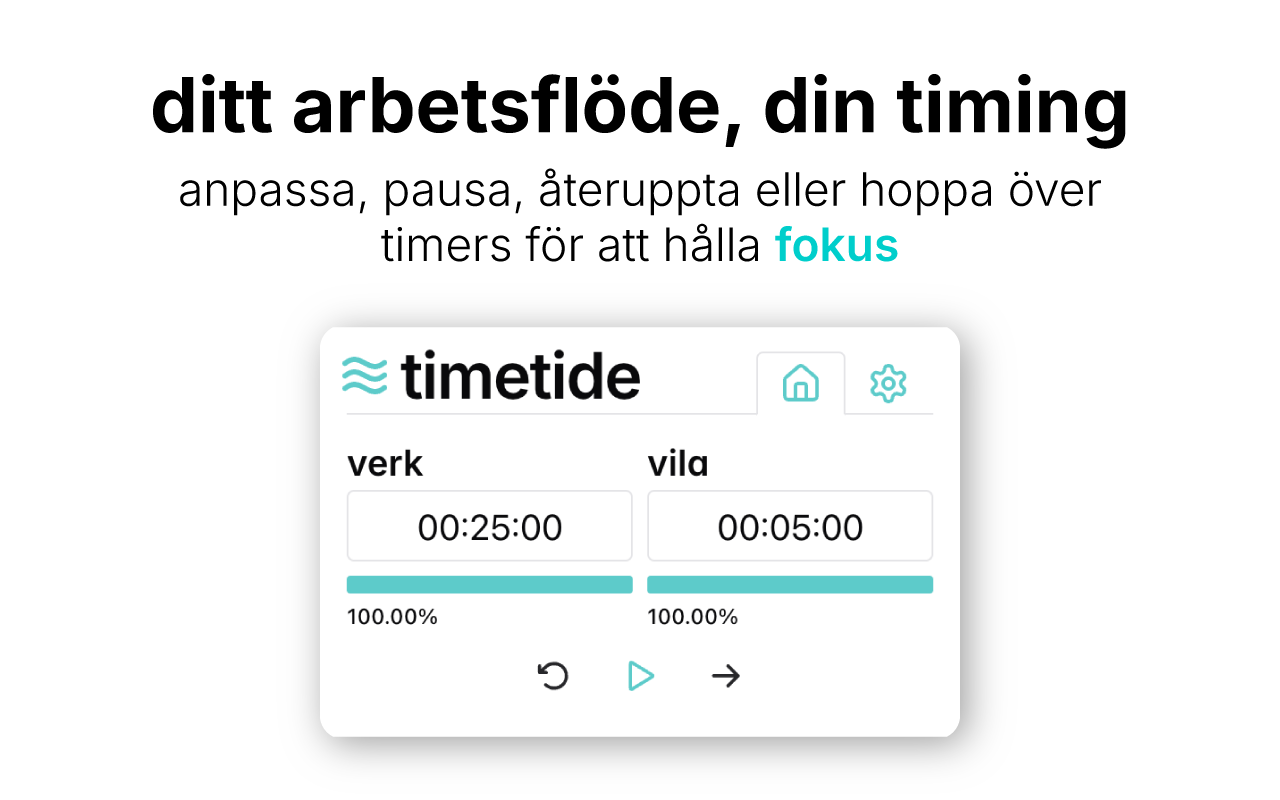 ditt arbetsflöde, din timing
anpassa, pausa, återuppta eller hoppa över
timers för att hålla fokus
timetide
verk vila
00:25:00 00:05:00
100.00% 100.00%